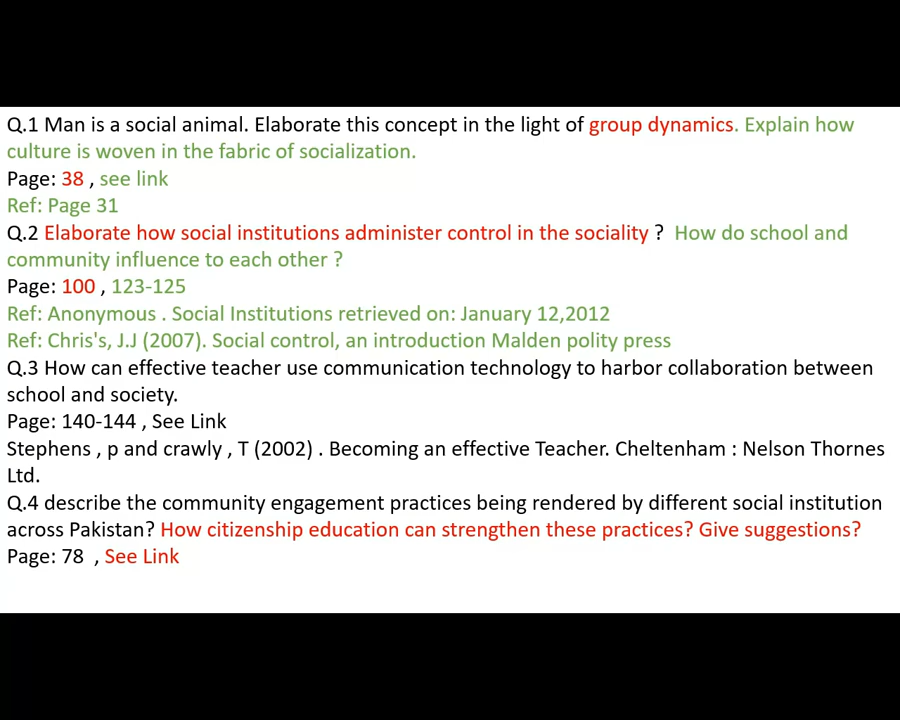 Q.1 Man is a social animal. Elaborate this concept in the light of group dynamics. Explain how
culture is woven in the fabric of socialization.
Page: 38 , see link
Ref: Page 31
Q.2 Elaborate how social institutions administer control in the sociality ?  How do school and
community influence to each other ?
Page: 100 , 123-125
Ref: Anonymous . Social Institutions retrieved on: January 12,2012
Ref: Chris's, J.J (2007). Social control, an introduction Malden polity press
Q.3 How can effective teacher use communication technology to harbor collaboration between
school and society.
Page: 140-144 , See Link
Stephens , p and crawly , T (2002) . Becoming an effective Teacher. Cheltenham : Nelson Thornes
Ltd.
Q.4 describe the community engagement practices being rendered by different social institution
across Pakistan? How citizenship education can strengthen these practices? Give suggestions?
Page: 78  , See Link